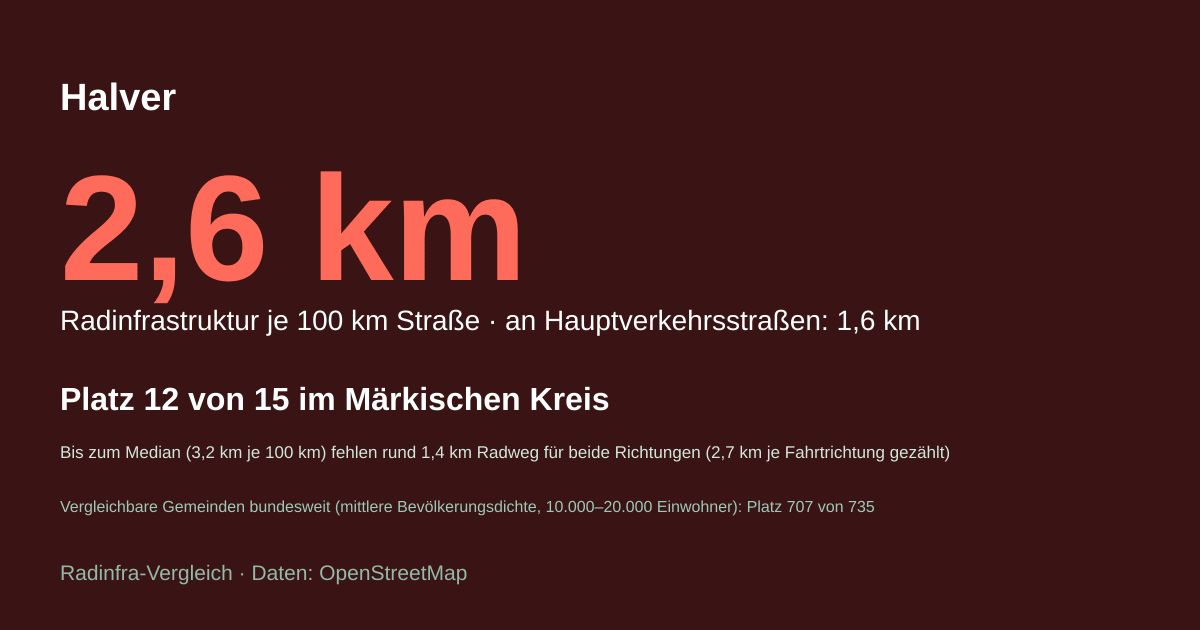 Halver
2,6 km
Radinfrastruktur je 100 km Straße · an Hauptverkehrsstraßen: 1,6 km
Platz 12 von 15 im Märkischen Kreis
Bis zum Median (3,2 km je 100 km) fehlen rund 1,4 km Radweg für beide Richtungen (2,7 km je Fahrtrichtung gezählt)
Vergleichbare Gemeinden bundesweit (mittlere Bevölkerungsdichte, 10.000–20.000 Einwohner): Platz 707 von 735
Radinfra-Vergleich · Daten: OpenStreetMap